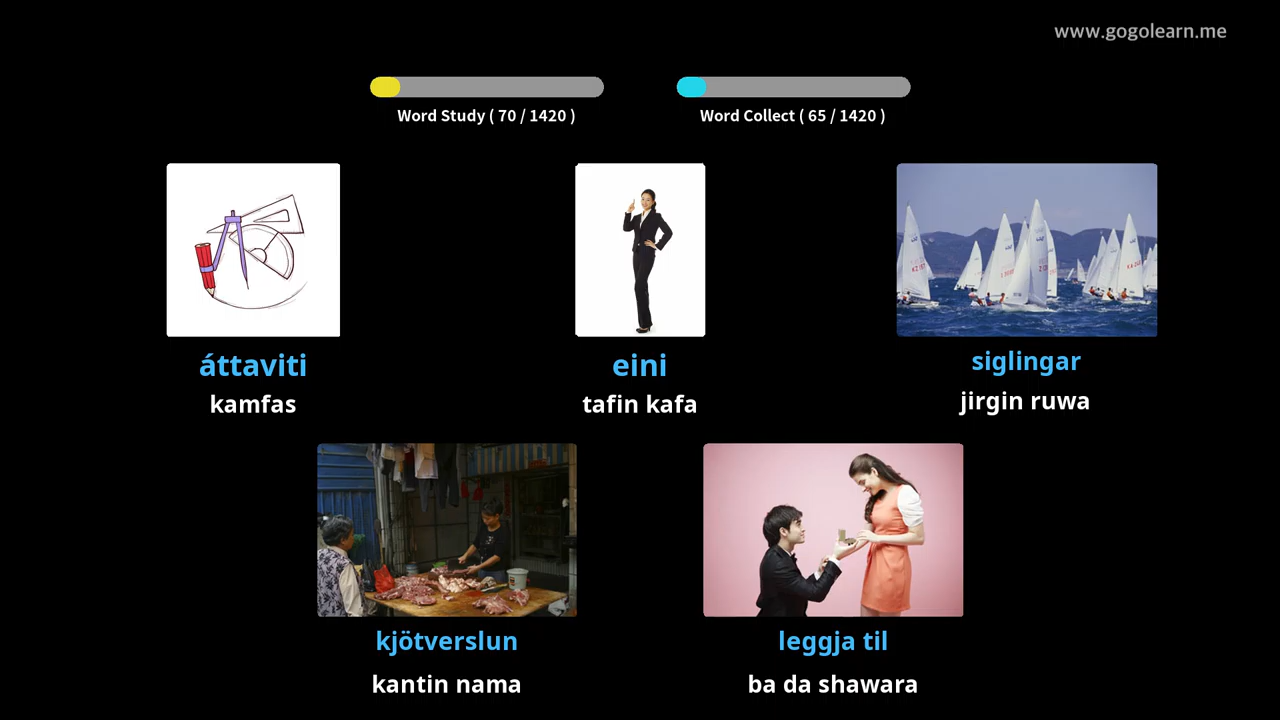 www.gogolearn.me
Word Study ( 70 / 1420 )
Word Collect ( 65 / 1420 )
áttaviti
kamfas
eini
tafin kafa
siglingar
jirgin ruwa
kjötverslun
kantin nama
leggja til
ba da shawara